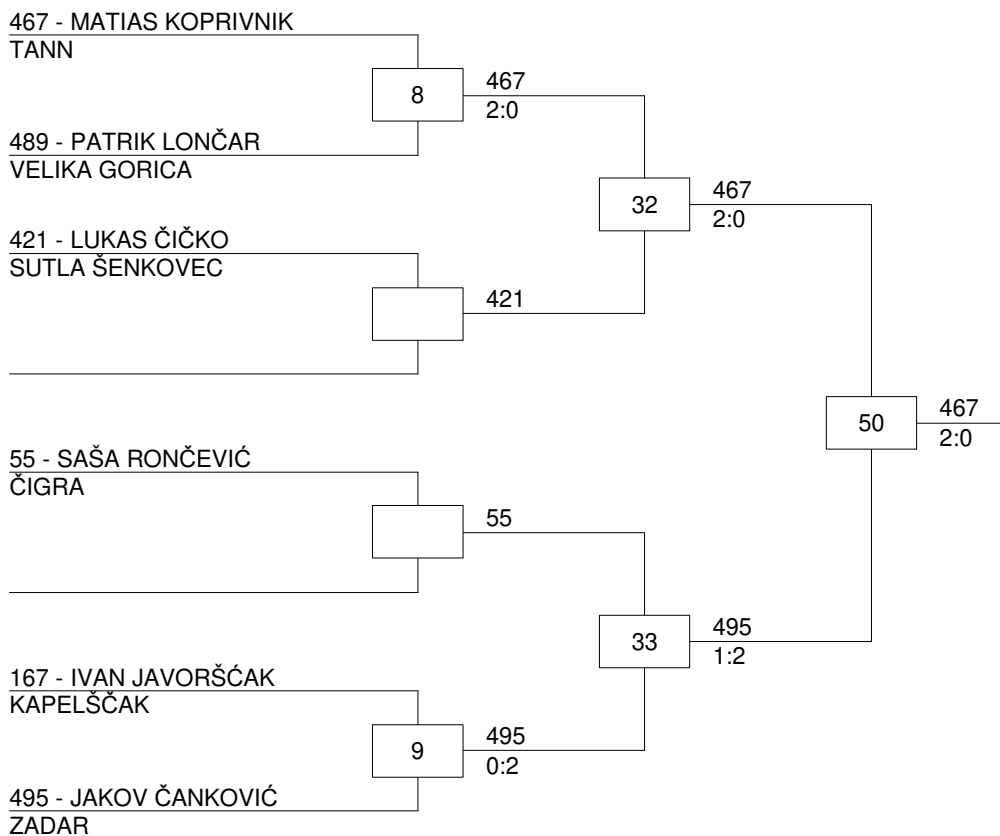 467 - MATIAS KOPRIVNIK
TANN
8
467
2:0
489 - PATRIK LONČAR
VELIKA GORICA
32
467
2:0
421 - LUKAS ČIČKO
SUTLA ŠENKOVEC
421
50
467
2:0
55 - SAŠA RONČEVIĆ
ČIGRA
55
33
495
1:2
167 - IVAN JAVORŠĆAK
KAPELŠČAK
9
495
0:2
495 - JAKOV ČANKOVIĆ
ZADAR